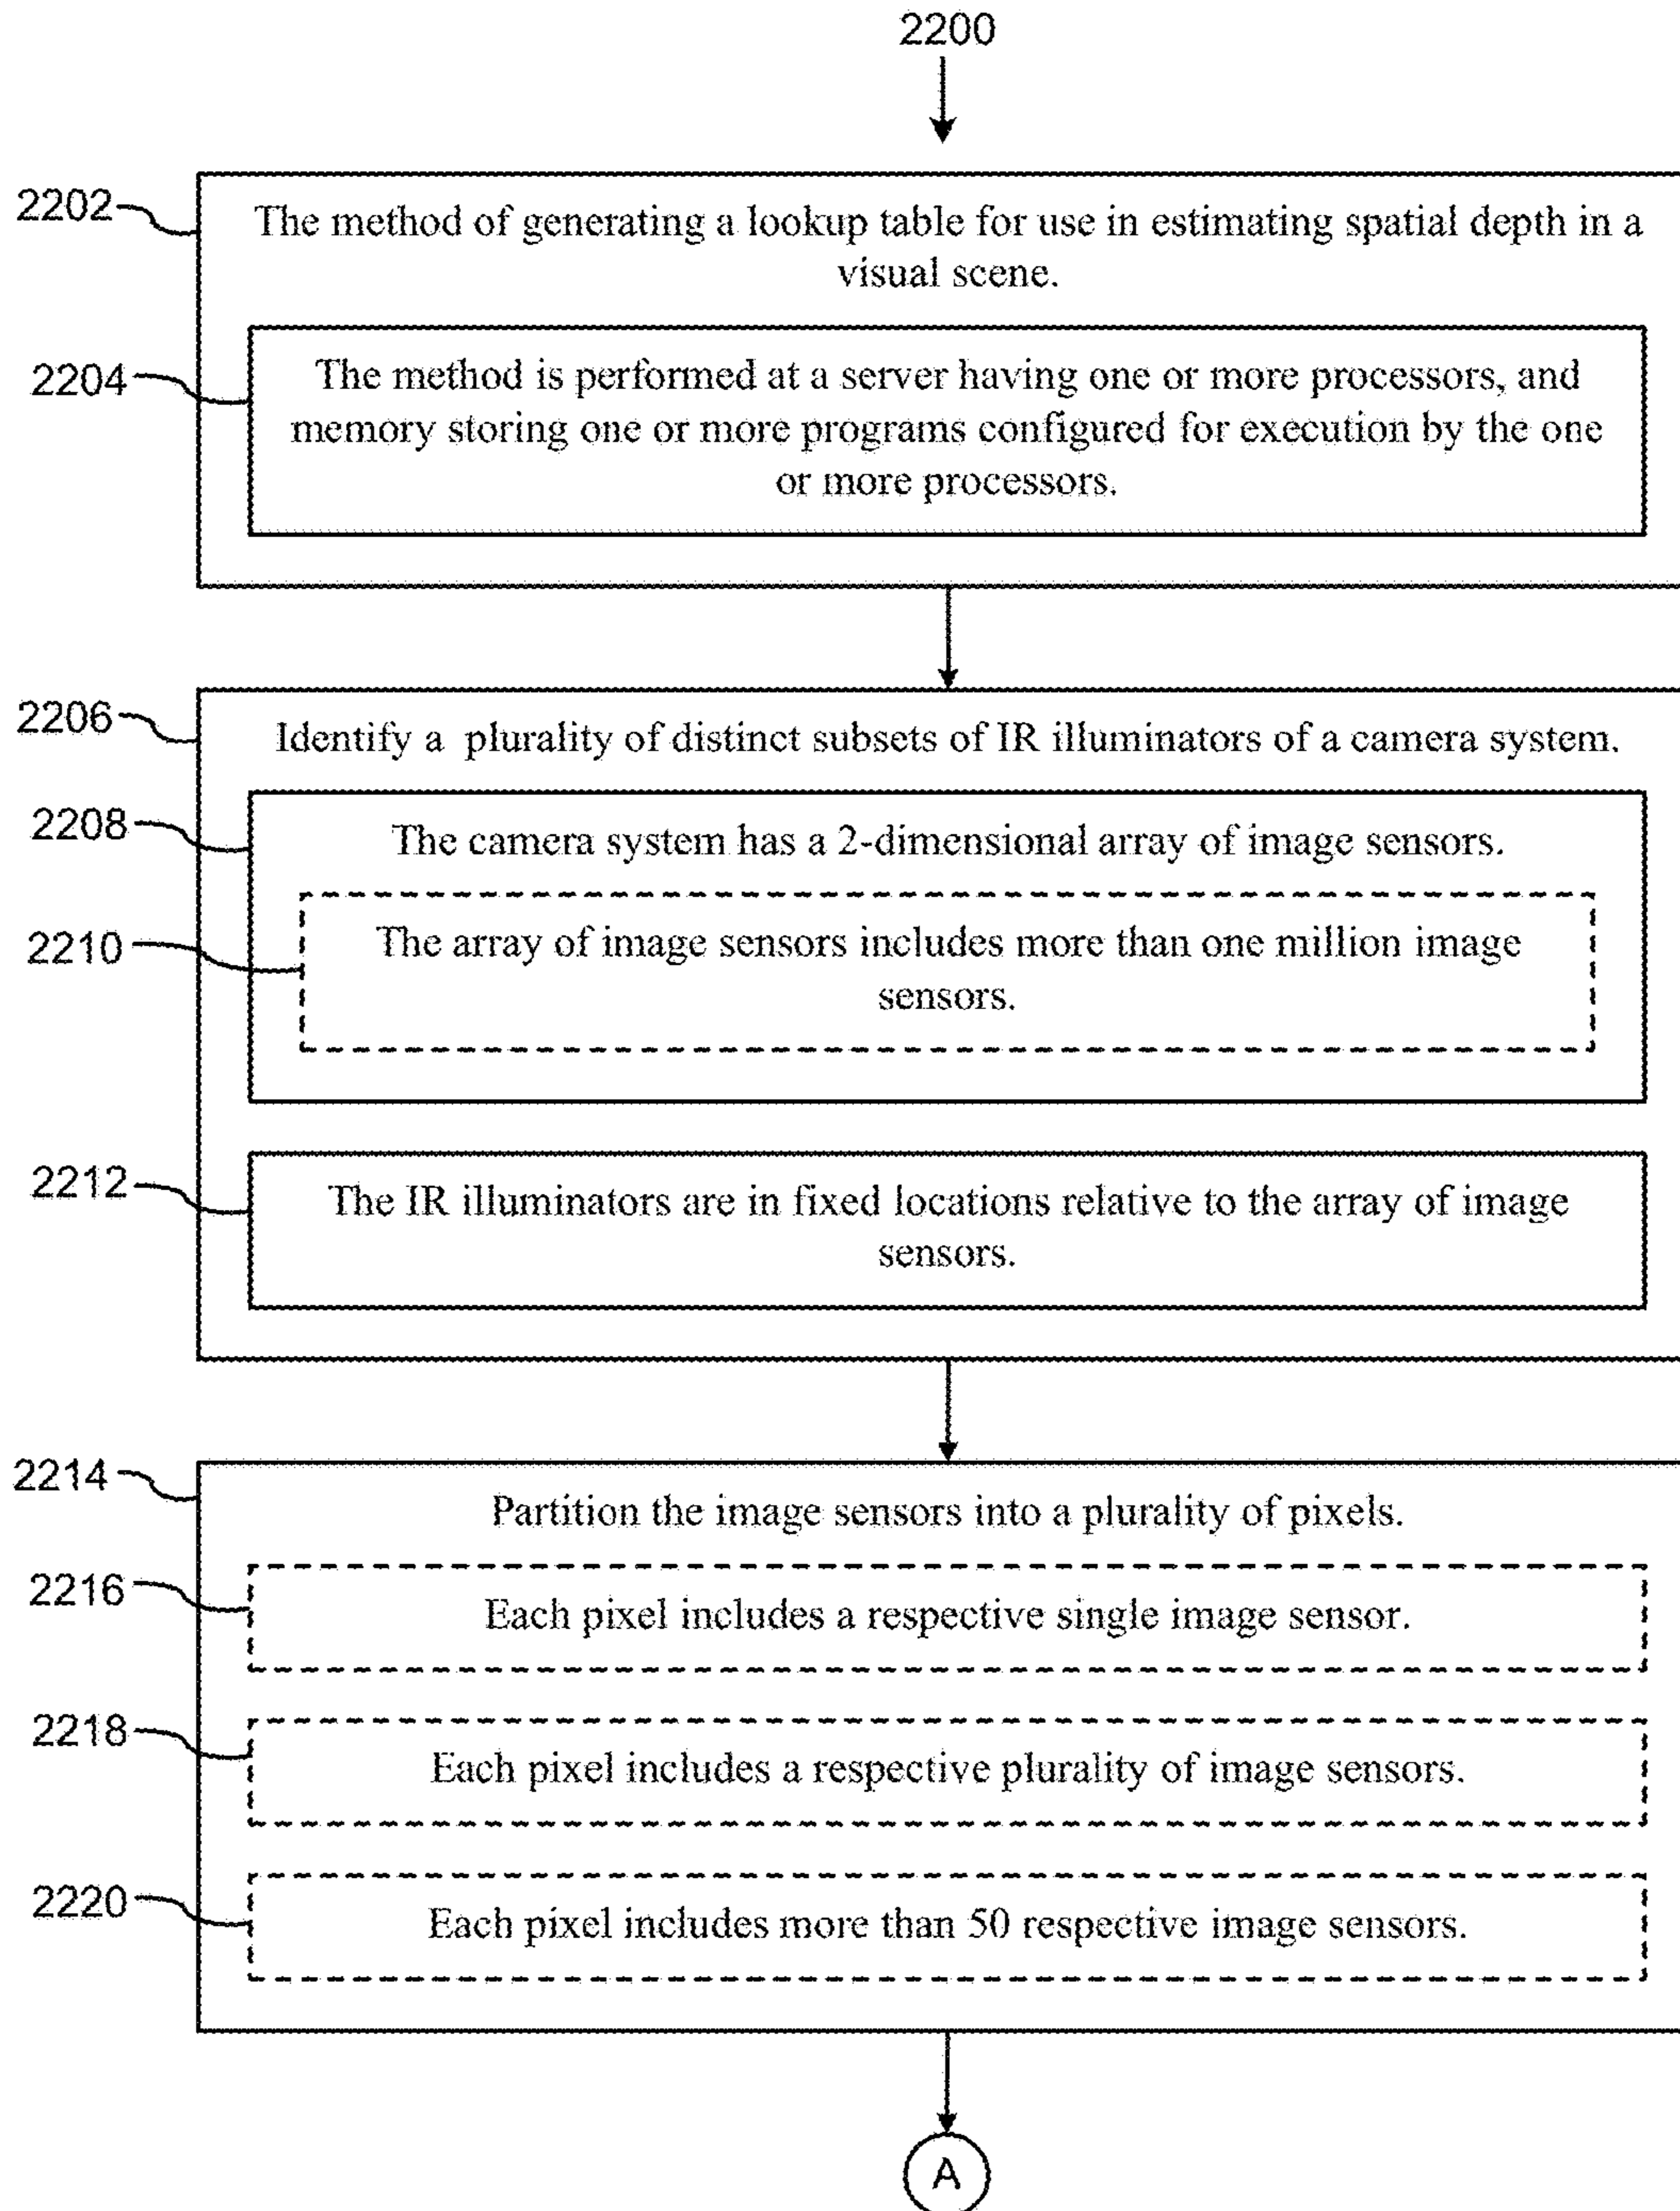 2200
2202
The method of generating a lookup table for use in estimating spatial depth in a
visual scene.
2204
The method is performed at a server having one or more processors, and
memory storing one or more programs configured for execution by the one
or more processors.
2206
Identify a plurality of distinct subsets of IR illuminators of a camera system.
2208
The camera system has a 2-dimensional array of image sensors.
2210
The array of image sensors includes more than one million image
sensors.
2212
The IR illuminators are in fixed locations relative to the array of image
sensors.
2214
Partition the image sensors into a plurality of pixels.
2216
Each pixel includes a respective single image sensor.
2218
Each pixel includes a respective plurality of image sensors.
2220
Each pixel includes more than 50 respective image sensors.
A